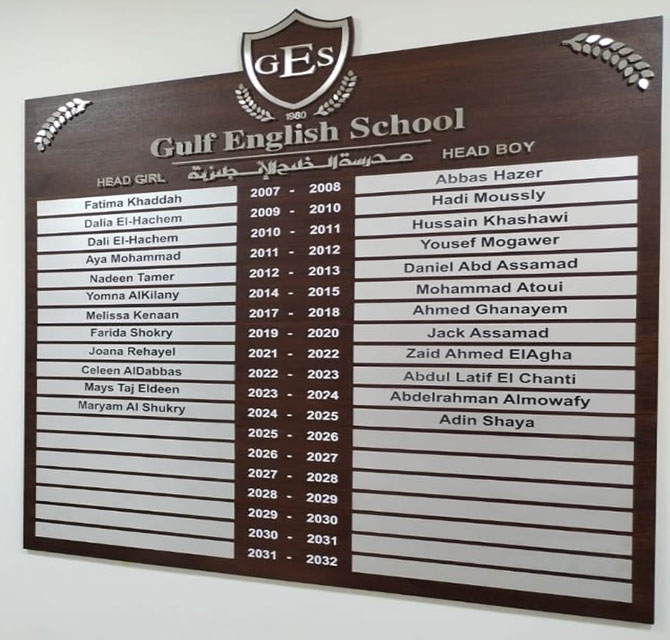 GES
1980
Gulf English School
مدرسة الخليج الإنجليزية
HEAD GIRL HEAD BOY
Fatima Khaddah 2007 - 2008 Abbas Hazer
Dalia El-Hachem 2009 - 2010 Hadi Moussly
Dali El-Hachem 2010 - 2011 Hussain Khashawi
Aya Mohammad 2011 - 2012 Yousef Mogawer
Nadeen Tamer 2012 - 2013 Daniel Abd Assamad
Yomna AlKilany 2014 - 2015 Mohammad Atoui
Melissa Kenaan 2017 - 2018 Ahmed Ghanayem
Farida Shokry 2019 - 2020 Jack Assamad
Joana Rehayel 2021 - 2022 Zaid Ahmed ElAgha
Celeen AlDabbas 2022 - 2023 Abdul Latif El Chanti
Mays Taj Eldeen 2023 - 2024 Abdelrahman Almowafy
Maryam Al Shukry 2024 - 2025 Adin Shaya
2025 - 2026
2026 - 2027
2027 - 2028
2028 - 2029
2029 - 2030
2030 - 2031
2031 - 2032